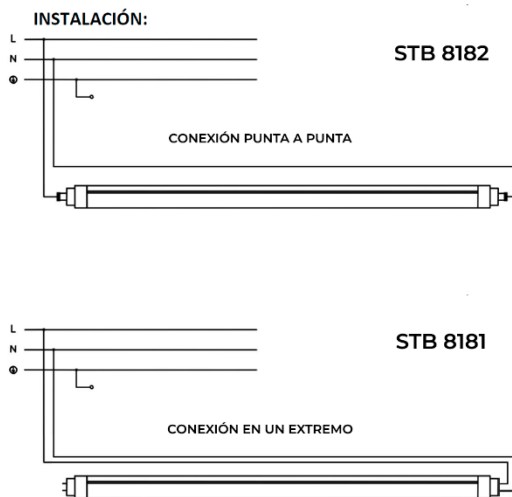 INSTALACIÓN:
L
N
STB 8182
CONEXIÓN PUNTA A PUNTA
L
N
STB 8181
CONEXIÓN EN UN EXTREMO